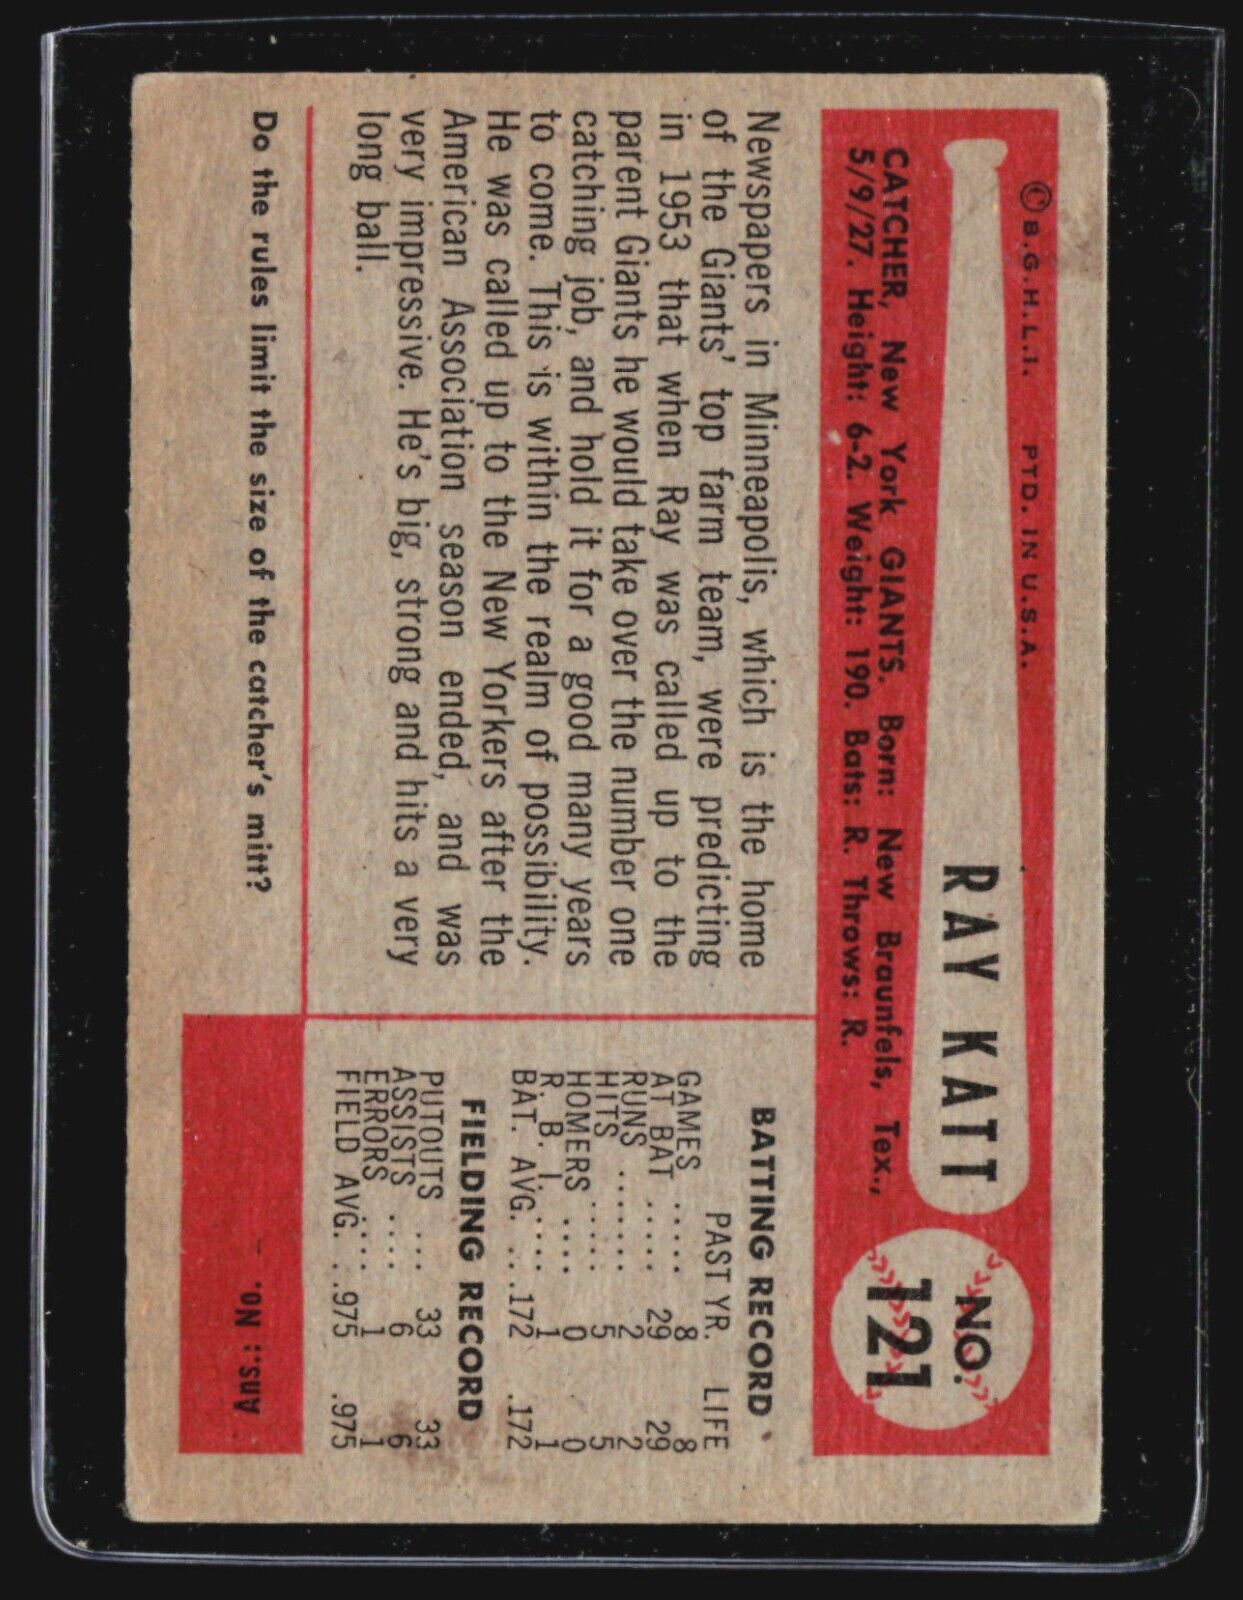 © B.G.H.L.I. PTD. IN U.S.A.
RAY KATT
NO.
121
CATCHER, New York GIANTS. Born: New Braunfels, Tex.,
5/9/27. Height: 6-2. Weight: 190. Bats: R. Throws: R.
Newspapers in Minneapolis, which is the home
of the Giants' top farm team, were predicting
in 1953 that when Ray was called up to the
parent Giants he would take over the number one
catching job, and hold it for a good many years
to come. This is within the realm of possibility.
He was called up to the New Yorkers after the
American Association season ended, and was
very impressive. He's big, strong and hits a very
long ball.
BATTING RECORD
PAST YR. LIFE
GAMES ..... 8 8
AT BAT ..... 29 29
RUNS ....... 2 2
HITS ..... 5 5
HOMERS .... 0 0
R. B. I. .... 1 1
BAT. AVG. ...172 .172
FIELDING RECORD
PUTOUTS ... 33 33
ASSISTS .... 6 6
ERRORS .... 1 1
FIELD AVG. ..975 .975
Do the rules limit the size of the catcher's mitt?
Ans.: No.